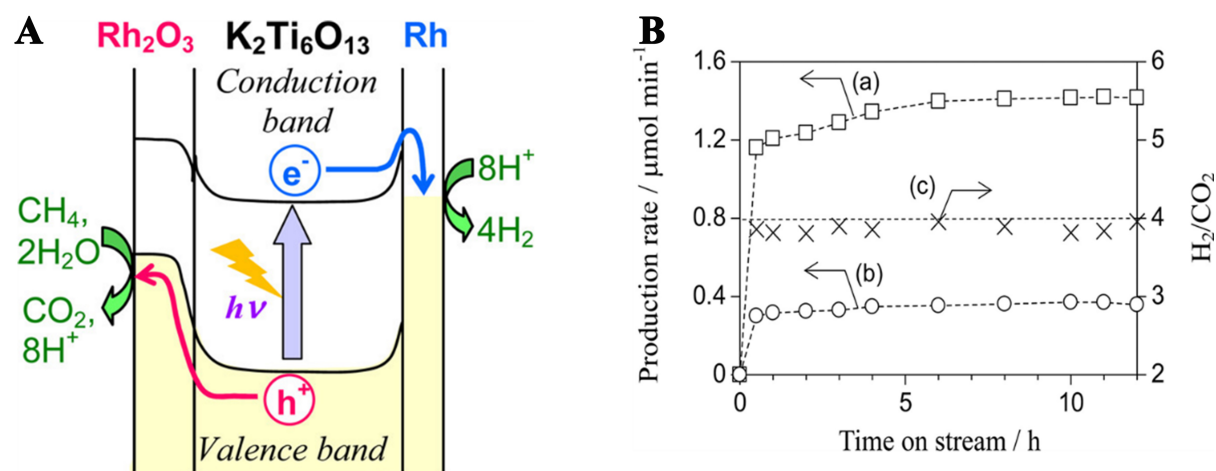 A
Rh₂O₃ K₂Ti₆O₁₃ Rh
Conduction
band
e⁻
8H⁺
4H₂
CH₄,
2H₂O
CO₂,
8H⁺
hν
h⁺
Valence band
B
Production rate / μmol min⁻¹
1.6
1.2
0.8
0.4
0
(a)
(c)
(b)
6
5
4
3
2
H₂/CO₂
0 5 10
Time on stream / h